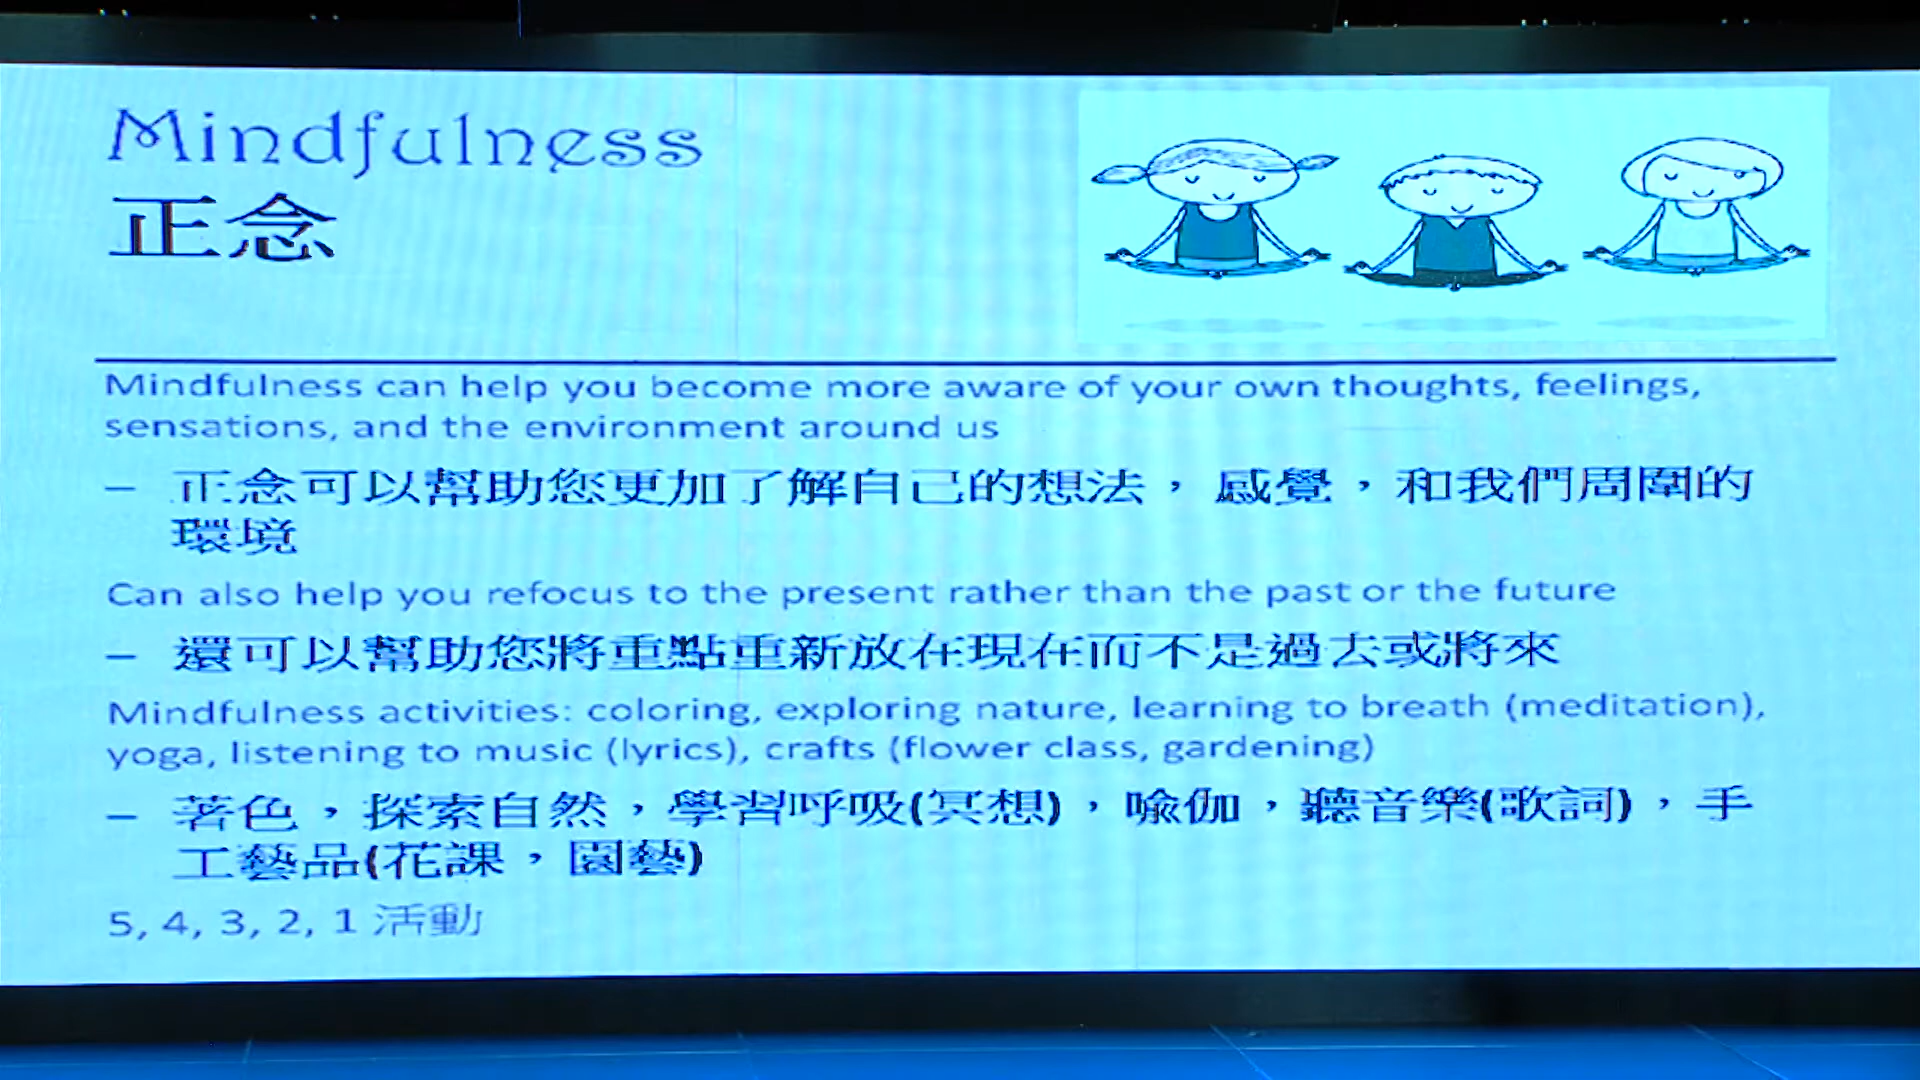 Mindfulness
正念
Mindfulness can help you become more aware of your own thoughts, feelings,
sensations, and the environment around us
– 正念可以幫助您更加了解自己的想法， 感覺，和我們周圍的
環境
Can also help you refocus to the present rather than the past or the future
– 還可以幫助您將重點重新放在現在而不是過去或將來
Mindfulness activities: coloring, exploring nature, learning to breath (meditation),
yoga, listening to music (lyrics), crafts (flower class, gardening)
– 著色，探索自然，學習呼吸(冥想)，喻伽，聽音樂(歌詞)，手
工藝品(花課，園藝)
5, 4, 3, 2, 1 活動